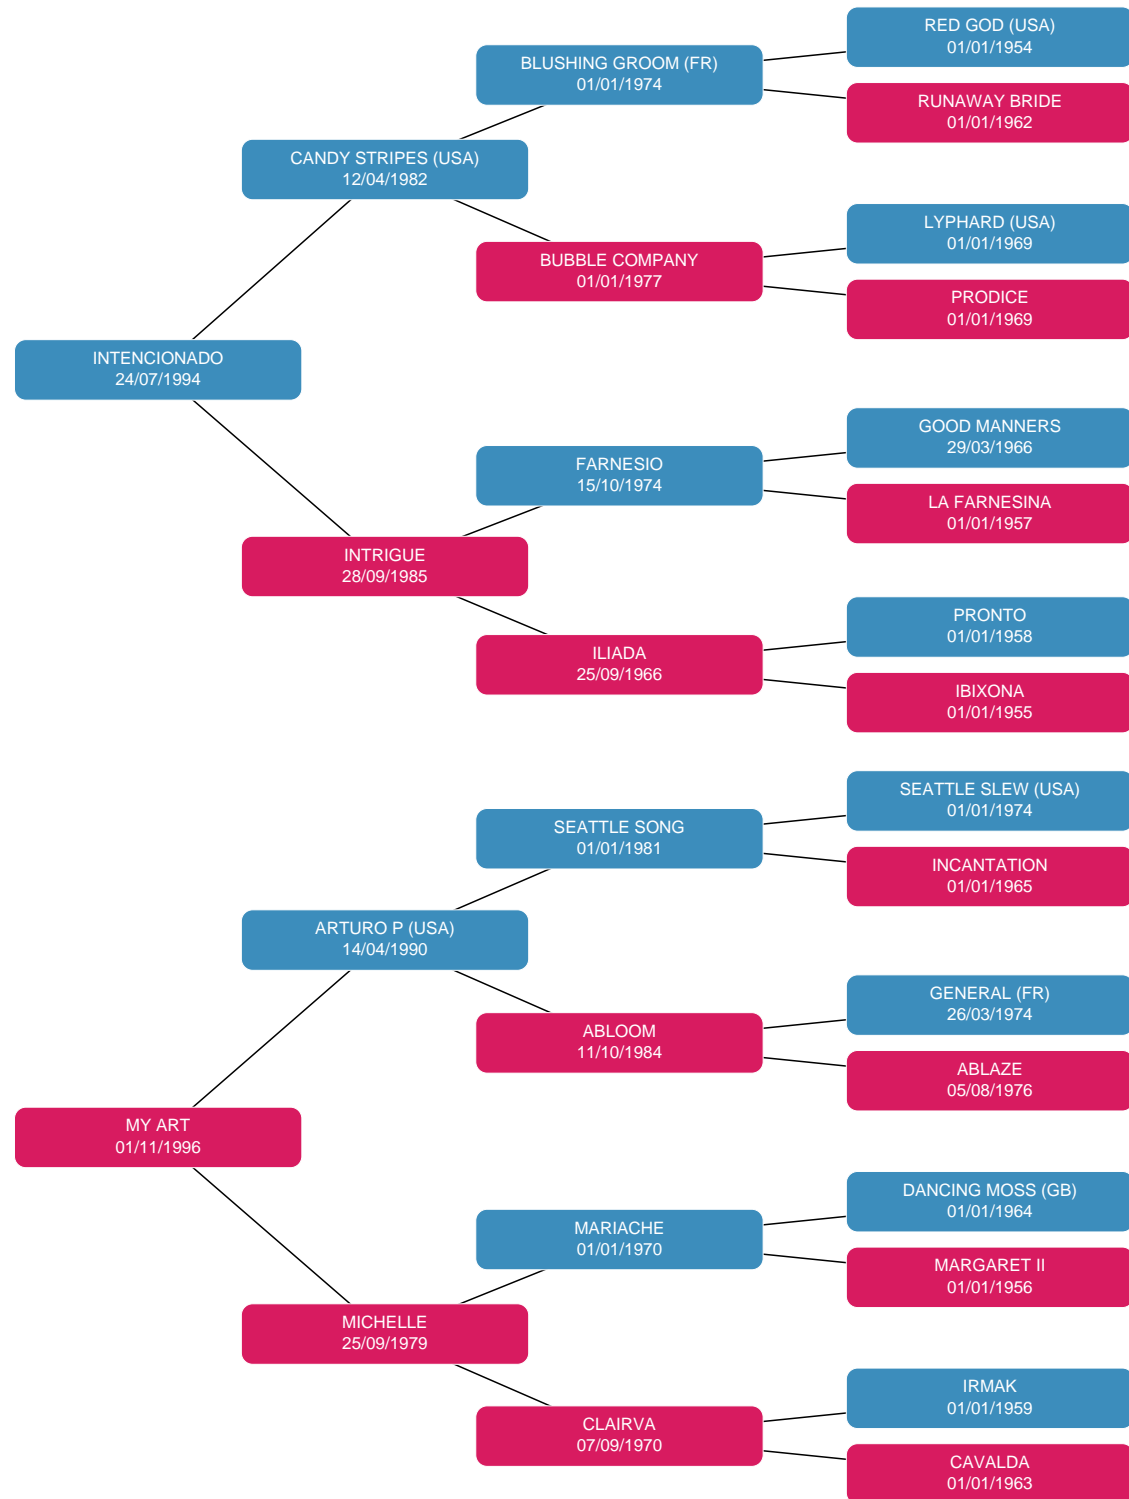 RED GOD (USA)
01/01/1954
BLUSHING GROOM (FR)
01/01/1974
RUNAWAY BRIDE
01/01/1962
CANDY STRIPES (USA)
12/04/1982
LYPHARD (USA)
01/01/1969
BUBBLE COMPANY
01/01/1977
PRODICE
01/01/1969
INTENCIONADO
24/07/1994
GOOD MANNERS
29/03/1966
FARNESIO
15/10/1974
LA FARNESINA
01/01/1957
INTRIGUE
28/09/1985
PRONTO
01/01/1958
ILIADA
25/09/1966
IBIXONA
01/01/1955
SEATTLE SLEW (USA)
01/01/1974
SEATTLE SONG
01/01/1981
INCANTATION
01/01/1965
ARTURO P (USA)
14/04/1990
GENERAL (FR)
26/03/1974
ABLOOM
11/10/1984
ABLAZE
05/08/1976
MY ART
01/11/1996
DANCING MOSS (GB)
01/01/1964
MARIACHE
01/01/1970
MARGARET II
01/01/1956
MICHELLE
25/09/1979
IRMAK
01/01/1959
CLAIRVA
07/09/1970
CAVALDA
01/01/1963